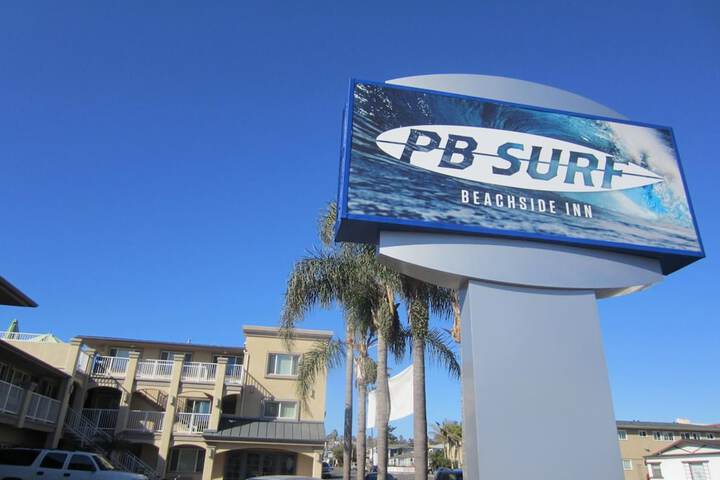 PB SURF
BEACHSIDE INN